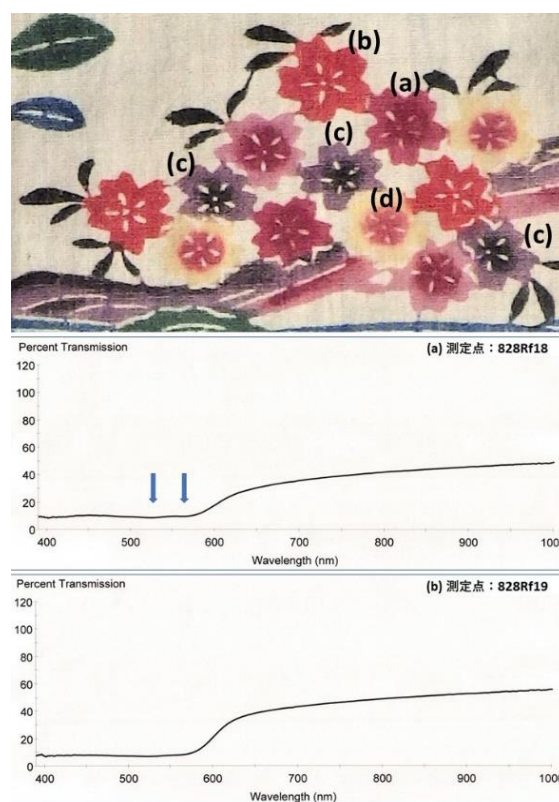 (b)
(a)
(c)
(c)
(d)
(c)
Percent Transmission
(a) 測定点：828Rf18
120
100
80
60
40
20
0
400 500 600 700 800 900 1000
Wavelength (nm)
Percent Transmission
(b) 測定点：828Rf19
120
100
80
60
40
20
0
400 500 600 700 800 900 1000
Wavelength (nm)